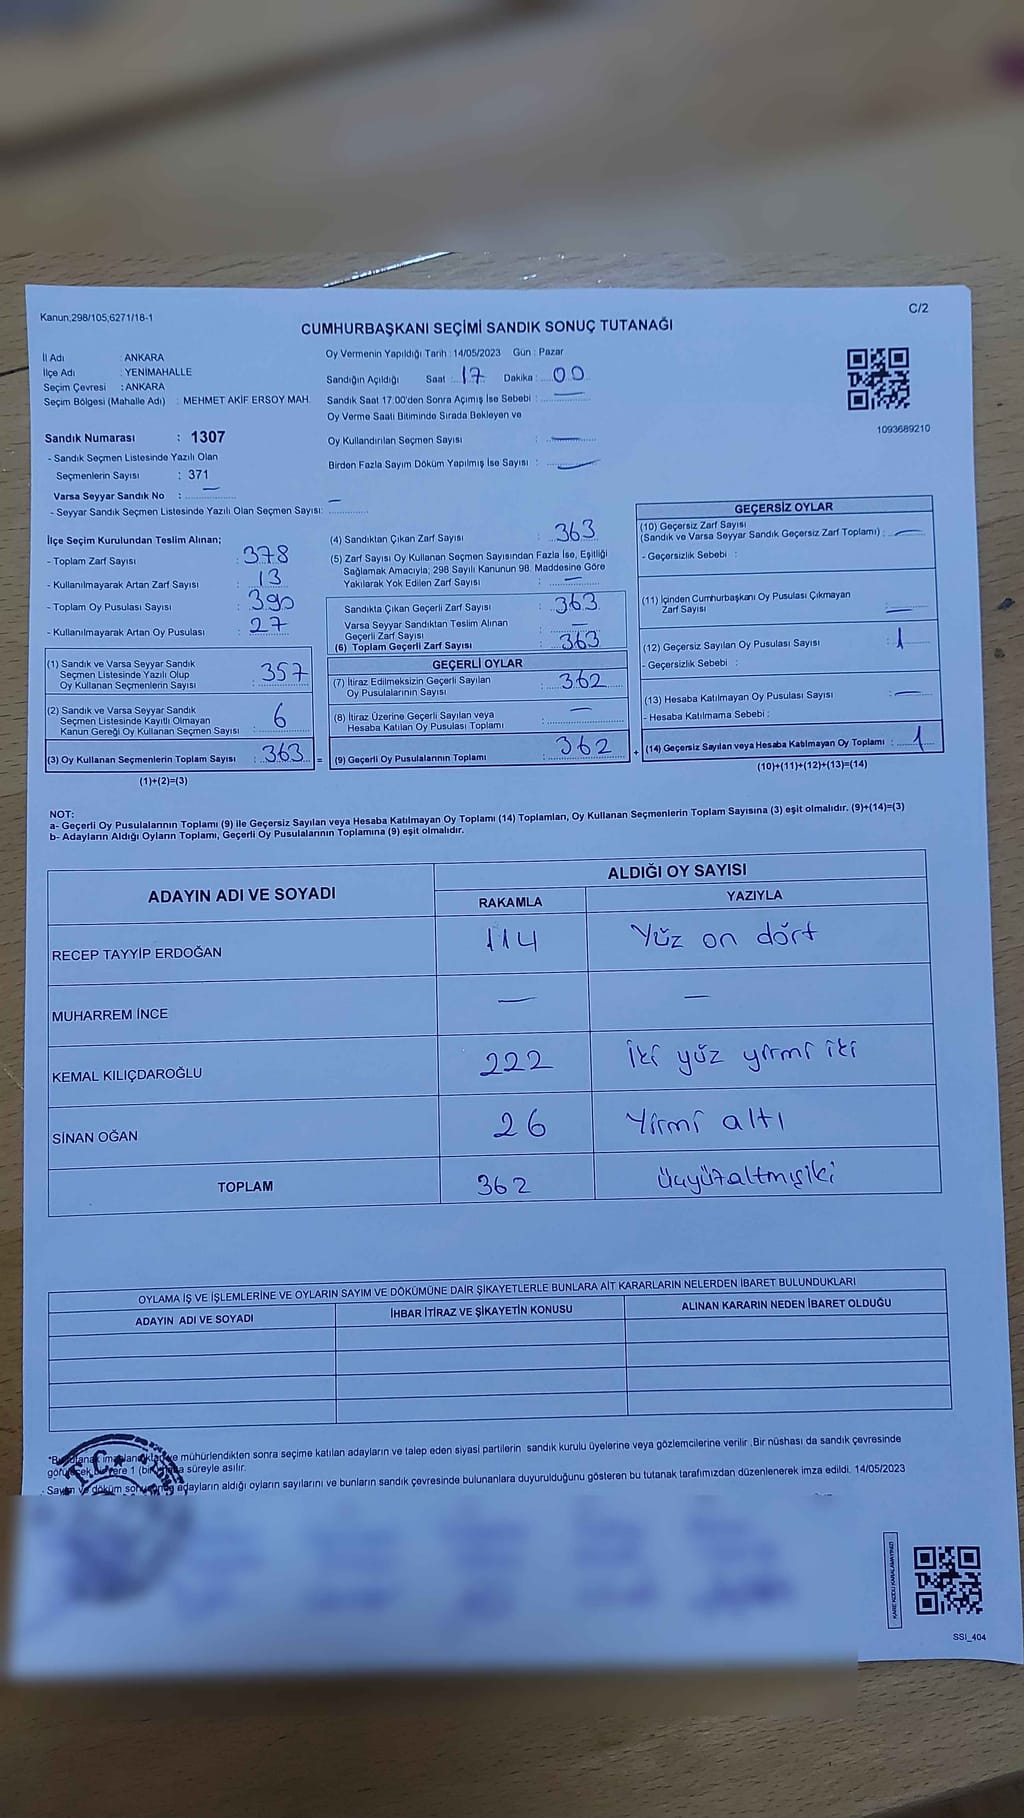 Kanun;298/105,6271/18-1
C/2
CUMHURBAŞKANI SEÇİMİ SANDIK SONUÇ TUTANAĞI
İl Adı : ANKARA
İlçe Adı : YENİMAHALLE
Seçim Çevresi : ANKARA
Seçim Bölgesi (Mahalle Adı) : MEHMET AKİF ERSOY MAH.
Sandık Numarası : 1307
- Sandık Seçmen Listesinde Yazılı Olan
Seçmenlerin Sayısı : 371
Varsa Seyyar Sandık No : —
- Seyyar Sandık Seçmen Listesinde Yazılı Olan Seçmen Sayısı: —
Oy Vermenin Yapıldığı Tarih : 14/05/2023 Gün : Pazar
Sandığın Açıldığı Saat : 17 Dakika : 00
Sandık Saat 17:00'den Sonra Açımış İse Sebebi : —
Oy Verme Saati Bitiminde Sırada Bekleyen ve
Oy Kullandırılan Seçmen Sayısı : —
Birden Fazla Sayım Döküm Yapılmış İse Sayısı : —
1093689210
İlçe Seçim Kurulundan Teslim Alınan;
- Toplam Zarf Sayısı : 378
- Kullanılmayarak Artan Zarf Sayısı : 13
- Toplam Oy Pusulası Sayısı : 390
- Kullanılmayarak Artan Oy Pusulası : 27
(1) Sandık ve Varsa Seyyar Sandık
Seçmen Listesinde Yazılı Olup
Oy Kullanan Seçmenlerin Sayısı : 357
(2) Sandık ve Varsa Seyyar Sandık
Seçmen Listesinde Kayıtlı Olmayan
Kanun Gereği Oy Kullanan Seçmen Sayısı : 6
(3) Oy Kullanan Seçmenlerin Toplam Sayısı : 363 =
(1)+(2)=(3)
(4) Sandıktan Çıkan Zarf Sayısı : 363
(5) Zarf Sayısı Oy Kullanan Seçmen Sayısından Fazla İse, Eşitliği
Sağlamak Amacıyla; 298 Sayılı Kanunun 98. Maddesine Göre
Yakılarak Yok Edilen Zarf Sayısı : —
Sandıkta Çıkan Geçerli Zarf Sayısı : 363
Varsa Seyyar Sandıktan Teslim Alınan
Geçerli Zarf Sayısı : —
(6) Toplam Geçerli Zarf Sayısı : 363
GEÇERLİ OYLAR
(7) İtiraz Edilmeksizin Geçerli Sayılan
Oy Pusulalarının Sayısı : 362
(8) İtiraz Üzerine Geçerli Sayılan veya
Hesaba Katılan Oy Pusulası Toplamı : —
(9) Geçerli Oy Pusulalarının Toplamı : 362 +
GEÇERSİZ OYLAR
(10) Geçersiz Zarf Sayısı
(Sandık ve Varsa Seyyar Sandık Geçersiz Zarf Toplamı) : —
- Geçersizlik Sebebi :
(11) İçinden Cumhurbaşkanı Oy Pusulası Çıkmayan
Zarf Sayısı : —
(12) Geçersiz Sayılan Oy Pusulası Sayısı : 1
- Geçersizlik Sebebi :
(13) Hesaba Katılmayan Oy Pusulası Sayısı : —
- Hesaba Katılmama Sebebi :
(14) Geçersiz Sayılan veya Hesaba Katılmayan Oy Toplamı : 1
(10)+(11)+(12)+(13)=(14)
NOT:
a- Geçerli Oy Pusulalarının Toplamı (9) ile Geçersiz Sayılan veya Hesaba Katılmayan Oy Toplamı (14) Toplamları, Oy Kullanan Seçmenlerin Toplam Sayısına (3) eşit olmalıdır. (9)+(14)=(3)
b- Adayların Aldığı Oyların Toplamı, Geçerli Oy Pusulalarının Toplamına (9) eşit olmalıdır.
ADAYIN ADI VE SOYADI
ALDIĞI OY SAYISI
RAKAMLA YAZIYLA
RECEP TAYYİP ERDOĞAN 114 Yüz on dört
MUHARREM İNCE — —
KEMAL KILIÇDAROĞLU 222 İki yüz yirmi iki
SİNAN OĞAN 26 Yirmi altı
TOPLAM 362 üçyüzaltmışiki
OYLAMA İŞ VE İŞLEMLERİNE VE OYLARIN SAYIM VE DÖKÜMÜNE DAİR ŞİKAYETLERLE BUNLARA AİT KARARLARIN NELERDEN İBARET BULUNDUKLARI
ADAYIN ADI VE SOYADI İHBAR İTİRAZ VE ŞİKAYETİN KONUSU ALINAN KARARIN NEDEN İBARET OLDUĞU
ve mühürlendikten sonra seçime katılan adayların ve talep eden siyasi partilerin sandık kurulu üyelerine veya gözlemcilerine verilir .Bir nüshası da sandık çevresinde
süreyle asılır.
adayların aldığı oyların sayılarını ve bunların sandık çevresinde bulunanlara duyurulduğunu gösteren bu tutanak tarafımızdan düzenlenerek imza edildi. 14/05/2023
T.C.
KARE KODU KARALAMAYINIZ!
SSI_404